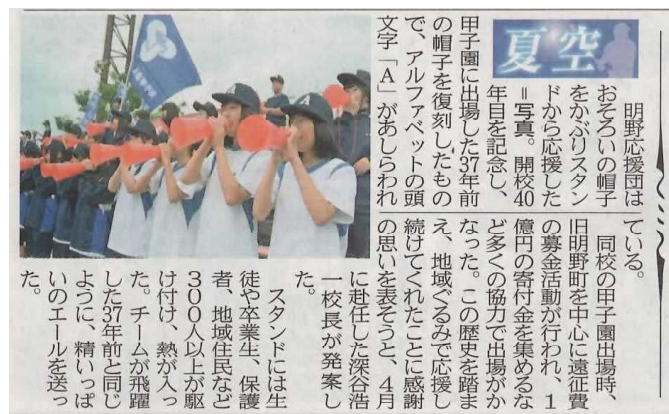 夏空
明野応援団は
おそろいの帽子
をかぶりスタン
ドから応援した
＝写真。開校40
年目を記念し、
甲子園に出場した37年前
の帽子を復刻したもの
で、アルファベットの頭
文字「Ａ」があしらわれ
ている。
同校の甲子園出場時、
旧明野町を中心に遠征費
の募金活動が行われ、１
億円の寄付金を集めるな
ど多くの協力で出場がか
なった。この歴史を踏ま
え、地域ぐるみで応援し
続けてくれたことに感謝
の思いを表そうと、４月
に赴任した深谷浩
一校長が発案し
た。
スタンドには生
徒や卒業生、保護
者、地域住民など
３００人以上が駆
け付け、熱が入っ
た。チームが飛躍
した37年前と同じ
ように、精いっぱ
いのエールを送っ
た。
A
A